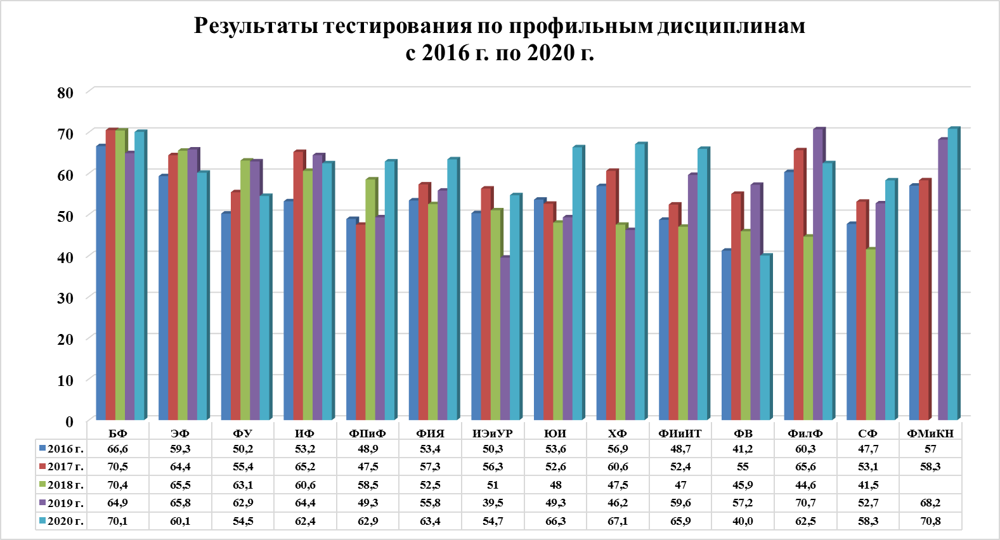 Результаты тестирования по профильным дисциплинам
с 2016 г. по 2020 г.
80
70
60
50
40
30
20
10
0
БФ ЭФ ФУ ИФ ФПиФ ФИЯ ИЭиУР ЮИ ХФ ФИиИТ ФВ ФилФ СФ ФМиКН
2016 г. 66,6 59,3 50,2 53,2 48,9 53,4 50,3 53,6 56,9 48,7 41,2 60,3 47,7 57
2017 г. 70,5 64,4 55,4 65,2 47,5 57,3 56,3 52,6 60,6 52,4 55 65,6 53,1 58,3
2018 г. 70,4 65,5 63,1 60,6 58,5 52,5 51 48 47,5 47 45,9 44,6 41,5
2019 г. 64,9 65,8 62,9 64,4 49,3 55,8 39,5 49,3 46,2 59,6 57,2 70,7 52,7 68,2
2020 г. 70,1 60,1 54,5 62,4 62,9 63,4 54,7 66,3 67,1 65,9 40,0 62,5 58,3 70,8